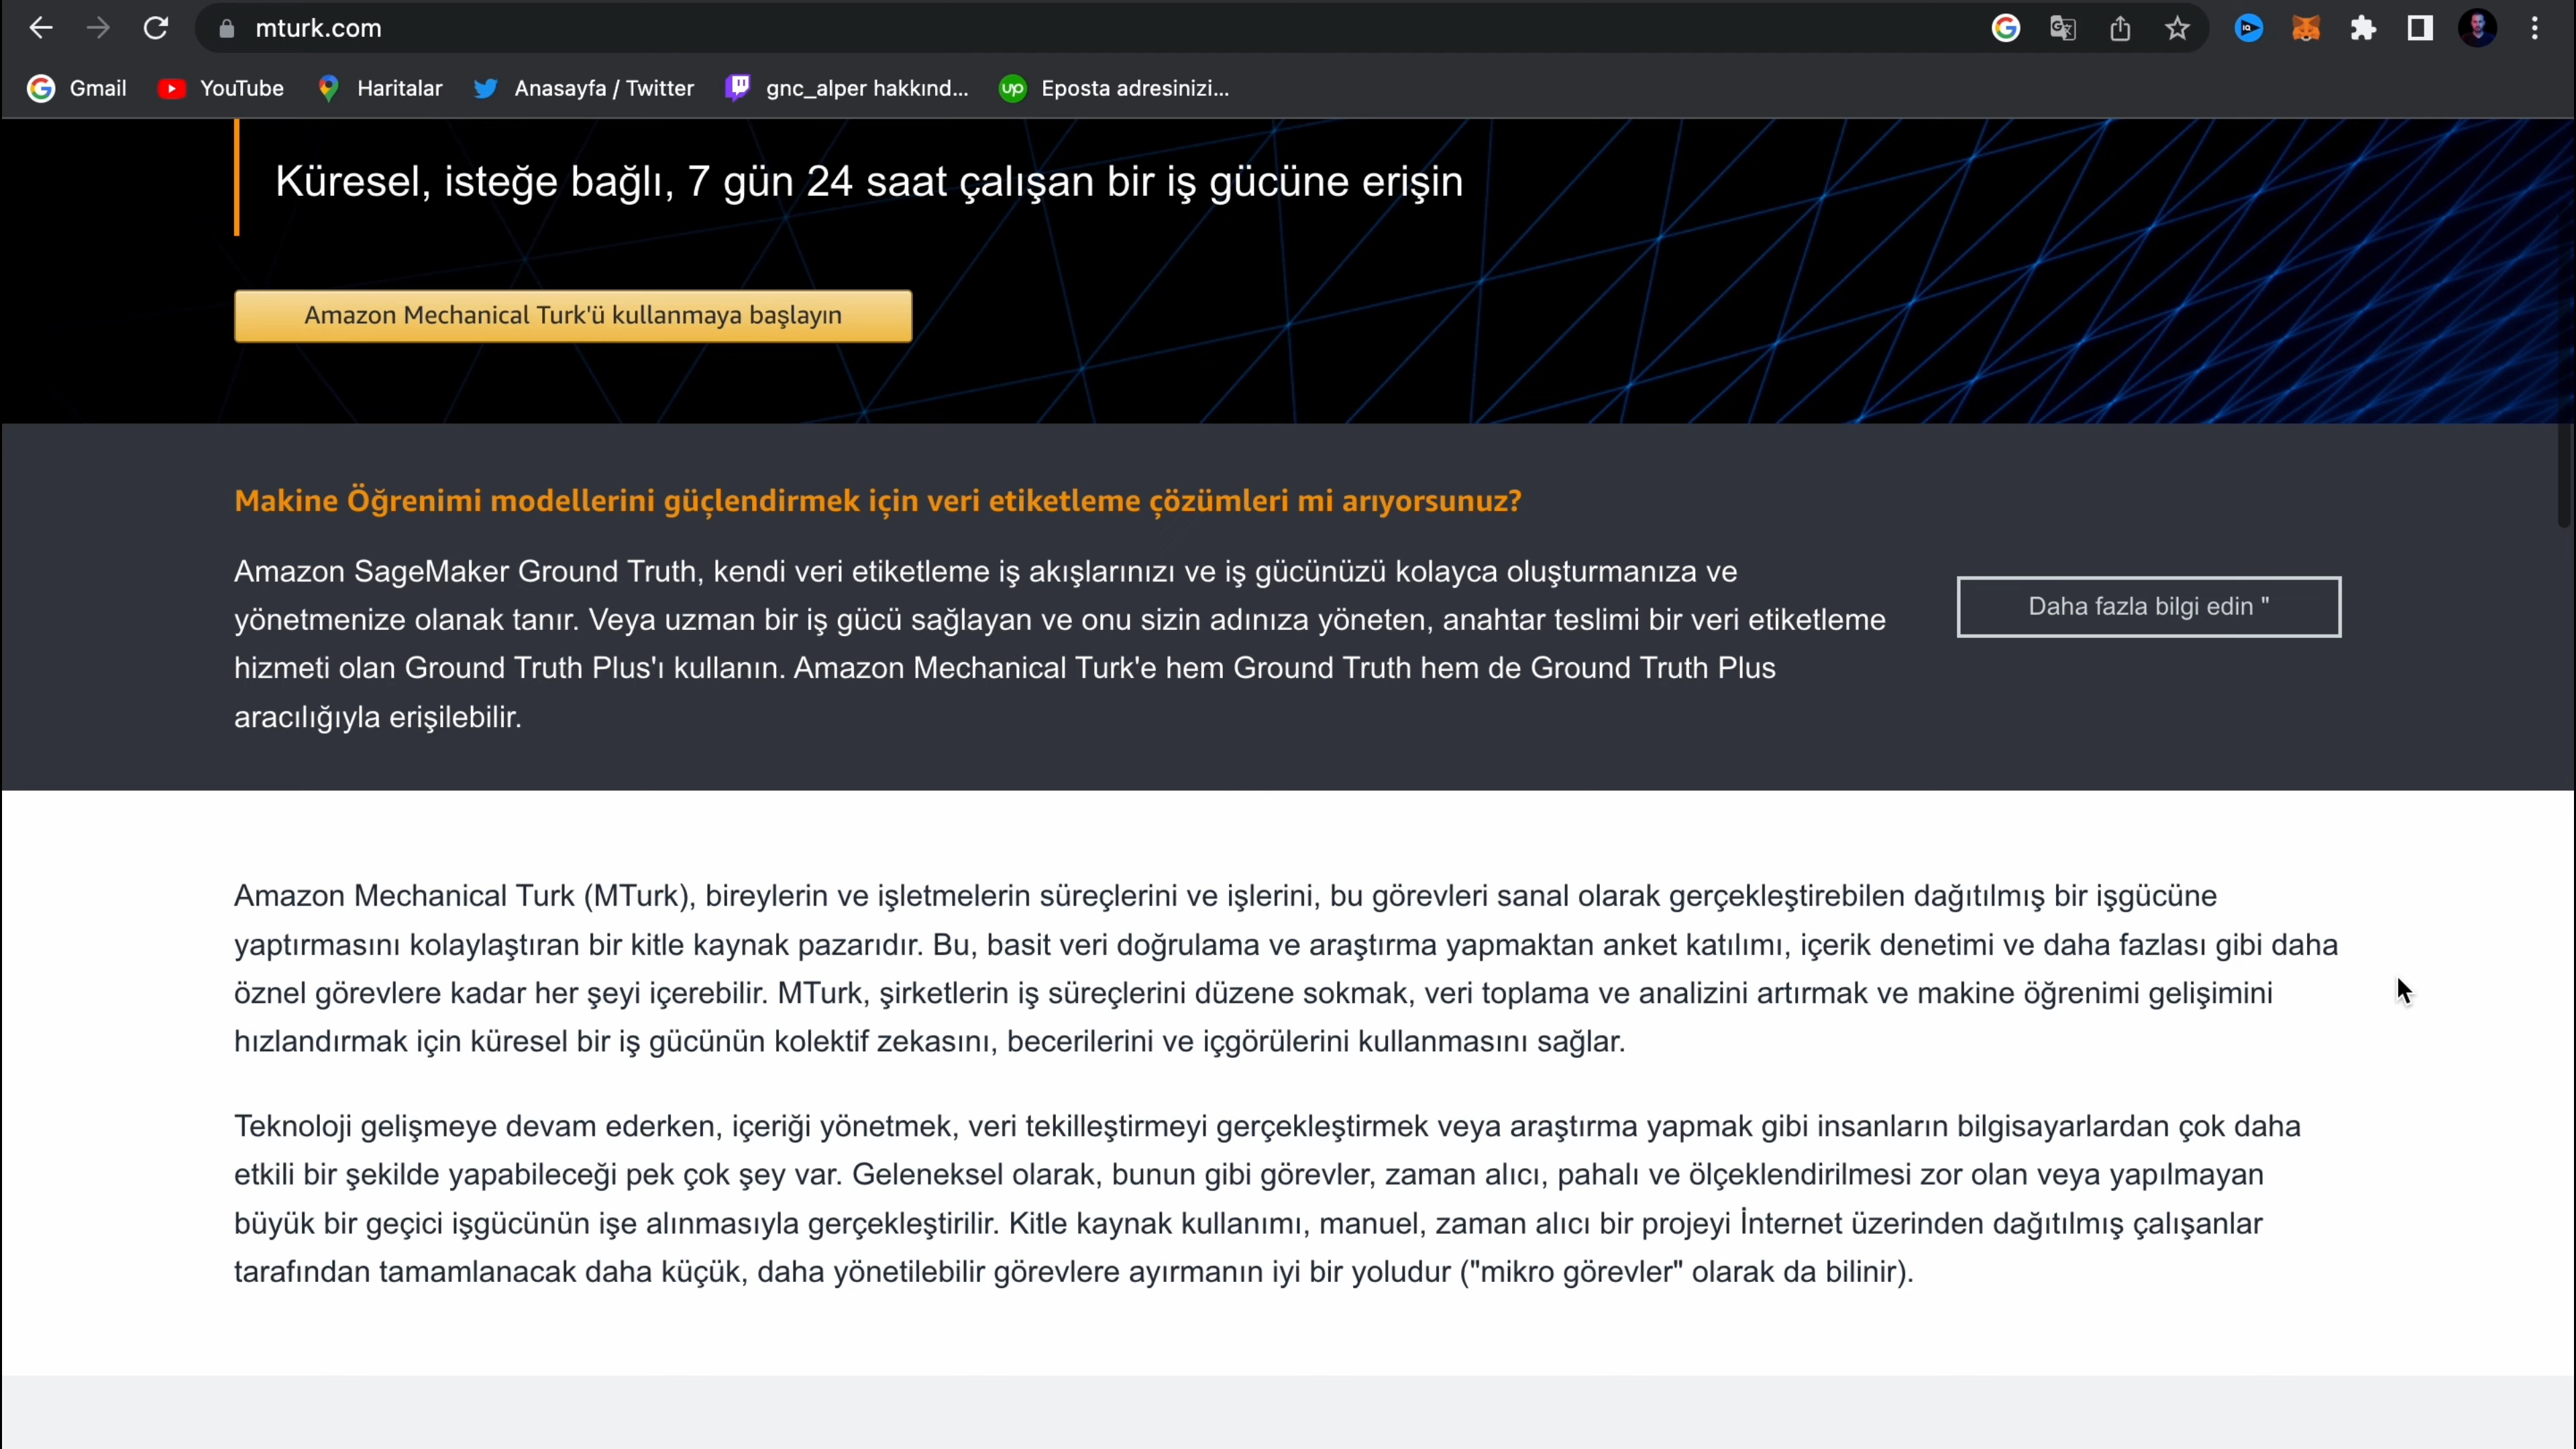 mturk.com
Gmail
YouTube
Haritalar
Anasayfa / Twitter
gnc_alper hakkınd...
up
Eposta adresinizi...
Küresel, isteğe bağlı, 7 gün 24 saat çalışan bir iş gücüne erişin
Amazon Mechanical Turk'ü kullanmaya başlayın
Makine Öğrenimi modellerini güçlendirmek için veri etiketleme çözümleri mi arıyorsunuz?
Amazon SageMaker Ground Truth, kendi veri etiketleme iş akışlarınızı ve iş gücünüzü kolayca oluşturmanıza ve
yönetmenize olanak tanır. Veya uzman bir iş gücü sağlayan ve onu sizin adınıza yöneten, anahtar teslimi bir veri etiketleme
hizmeti olan Ground Truth Plus'ı kullanın. Amazon Mechanical Turk'e hem Ground Truth hem de Ground Truth Plus
aracılığıyla erişilebilir.
Daha fazla bilgi edin "
Amazon Mechanical Turk (MTurk), bireylerin ve işletmelerin süreçlerini ve işlerini, bu görevleri sanal olarak gerçekleştirebilen dağıtılmış bir işgücüne
yaptırmasını kolaylaştıran bir kitle kaynak pazarıdır. Bu, basit veri doğrulama ve araştırma yapmaktan anket katılımı, içerik denetimi ve daha fazlası gibi daha
öznel görevlere kadar her şeyi içerebilir. MTurk, şirketlerin iş süreçlerini düzene sokmak, veri toplama ve analizini artırmak ve makine öğrenimi gelişimini
hızlandırmak için küresel bir iş gücünün kolektif zekasını, becerilerini ve içgörülerini kullanmasını sağlar.
Teknoloji gelişmeye devam ederken, içeriği yönetmek, veri tekilleştirmeyi gerçekleştirmek veya araştırma yapmak gibi insanların bilgisayarlardan çok daha
etkili bir şekilde yapabileceği pek çok şey var. Geleneksel olarak, bunun gibi görevler, zaman alıcı, pahalı ve ölçeklendirilmesi zor olan veya yapılmayan
büyük bir geçici işgücünün işe alınmasıyla gerçekleştirilir. Kitle kaynak kullanımı, manuel, zaman alıcı bir projeyi İnternet üzerinden dağıtılmış çalışanlar
tarafından tamamlanacak daha küçük, daha yönetilebilir görevlere ayırmanın iyi bir yoludur ("mikro görevler" olarak da bilinir).